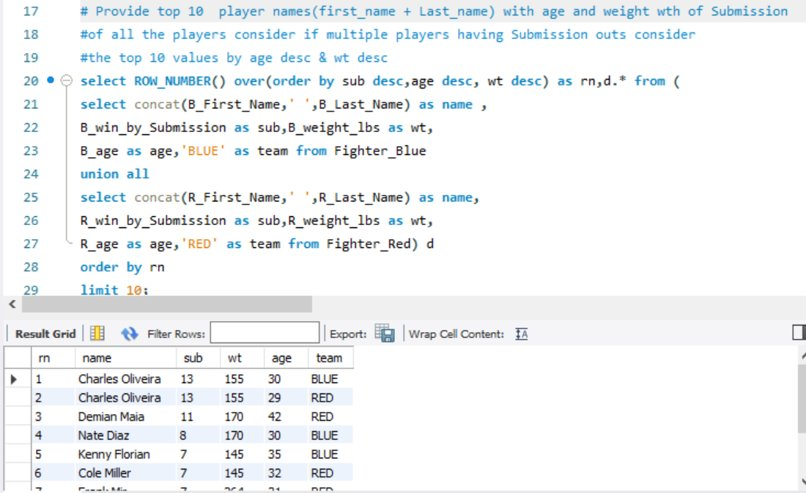 17 # Provide top 10  player names(first_name + Last_name) with age and weight wth of Submission
18 #of all the players consider if multiple players having Submission outs consider
19 #the top 10 values by age desc & wt desc
20 select ROW_NUMBER() over(order by sub desc,age desc, wt desc) as rn,d.* from (
21 select concat(B_First_Name,' ',B_Last_Name) as name ,
22 B_win_by_Submission as sub,B_weight_lbs as wt,
23 B_age as age,'BLUE' as team from Fighter_Blue
24 union all
25 select concat(R_First_Name,' ',R_Last_Name) as name,
26 R_win_by_Submission as sub,R_weight_lbs as wt,
27 R_age as age,'RED' as team from Fighter_Red) d
28 order by rn
29 limit 10;
Result Grid Filter Rows: Export: Wrap Cell Content: IA
rn name sub wt age team
1 Charles Oliveira 13 155 30 BLUE
2 Charles Oliveira 13 155 29 RED
3 Demian Maia 11 170 42 RED
4 Nate Diaz 8 170 30 BLUE
5 Kenny Florian 7 145 35 BLUE
6 Cole Miller 7 145 32 RED
7 Frank Mir 7 264 31 RED